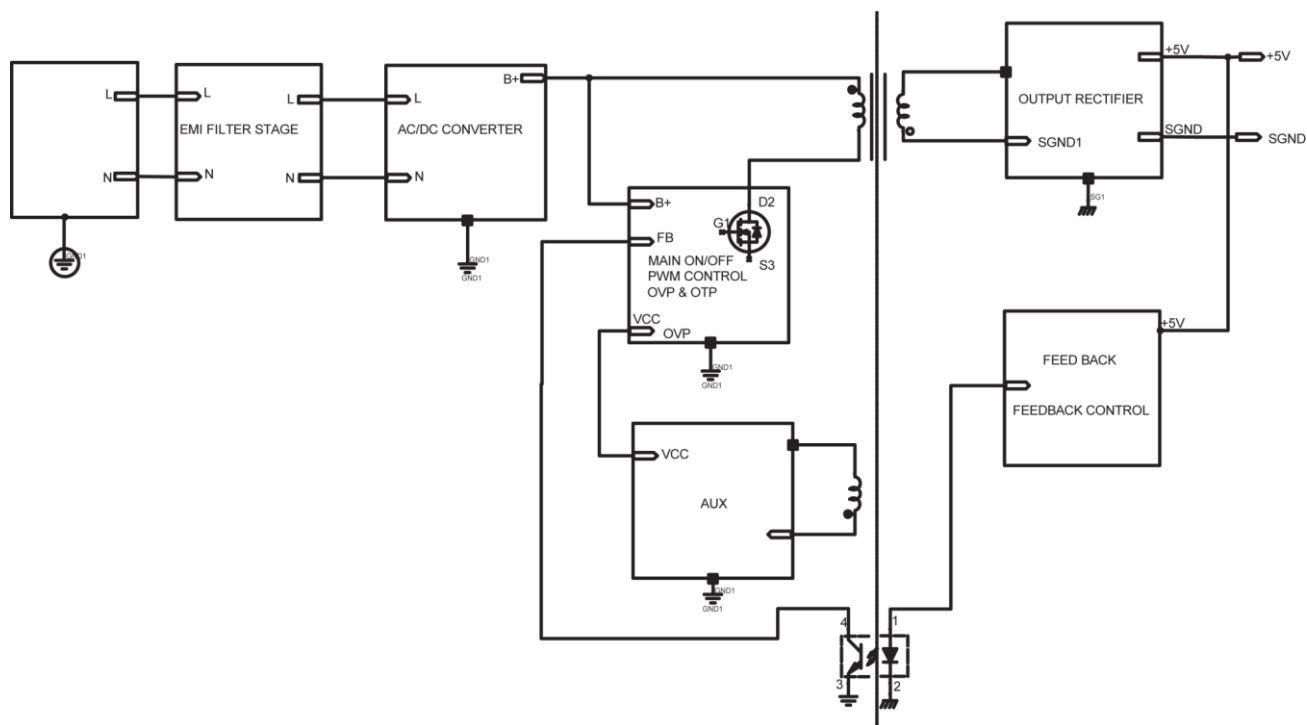 L
N
GND1
L
N
EMI FILTER STAGE
L
N
L
N
AC/DC CONVERTER
B+
GND1
GND1
B+
FB
G1
D2
S3
MAIN ON/OFF
PWM CONTROL
OVP & OTP
VCC
OVP
GND1
GND1
VCC
AUX
GND1
GND1
4
3
1
2
OUTPUT RECTIFIER
SGND1
+5V
SGND
+5V
SGND
SG1
+5V
FEED BACK
FEEDBACK CONTROL